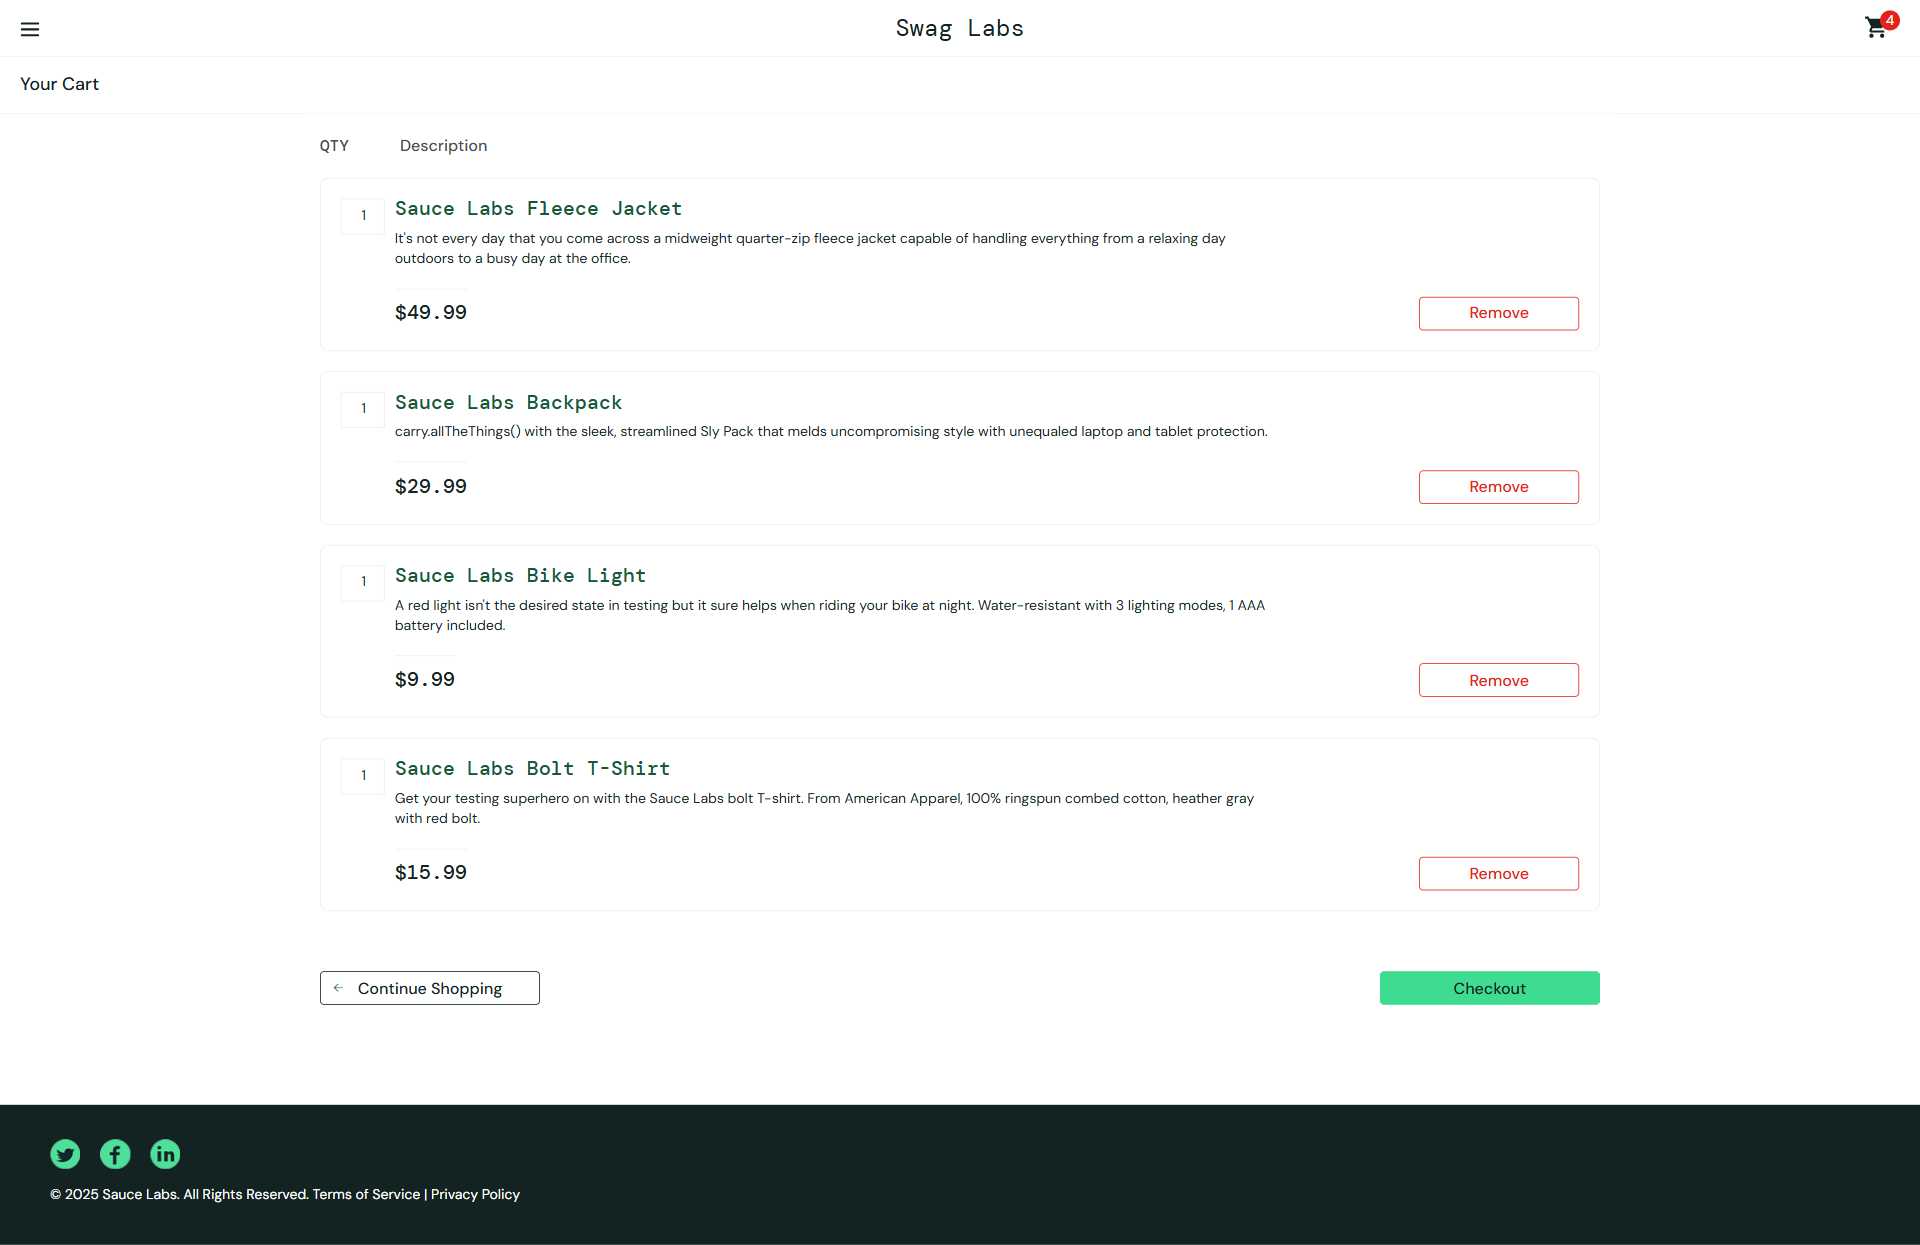 Swag Labs
4
Your Cart
QTY Description
1 Sauce Labs Fleece Jacket
It's not every day that you come across a midweight quarter-zip fleece jacket capable of handling everything from a relaxing day
outdoors to a busy day at the office.
$49.99 Remove
1 Sauce Labs Backpack
carry.allTheThings() with the sleek, streamlined Sly Pack that melds uncompromising style with unequaled laptop and tablet protection.
$29.99 Remove
1 Sauce Labs Bike Light
A red light isn't the desired state in testing but it sure helps when riding your bike at night. Water-resistant with 3 lighting modes, 1 AAA
battery included.
$9.99 Remove
1 Sauce Labs Bolt T-Shirt
Get your testing superhero on with the Sauce Labs bolt T-shirt. From American Apparel, 100% ringspun combed cotton, heather gray
with red bolt.
$15.99 Remove
Continue Shopping Checkout
© 2025 Sauce Labs. All Rights Reserved. Terms of Service | Privacy Policy